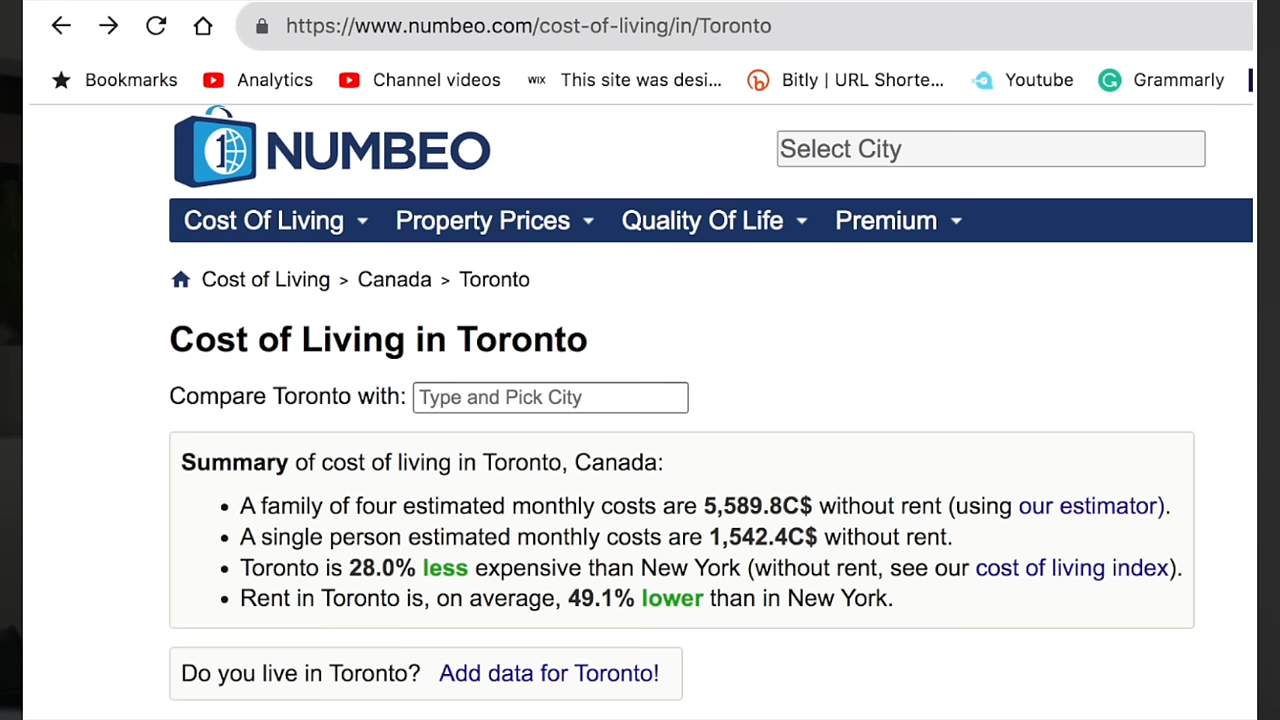 https://www.numbeo.com/cost-of-living/in/Toronto
Bookmarks Analytics Channel videos WIX This site was desi... Bitly | URL Shorte... Youtube Grammarly
NUMBEO
Select City
Cost Of Living Property Prices Quality Of Life Premium
Cost of Living > Canada > Toronto
Cost of Living in Toronto
Compare Toronto with: Type and Pick City
Summary of cost of living in Toronto, Canada:
• A family of four estimated monthly costs are 5,589.8C$ without rent (using our estimator).
• A single person estimated monthly costs are 1,542.4C$ without rent.
• Toronto is 28.0% less expensive than New York (without rent, see our cost of living index).
• Rent in Toronto is, on average, 49.1% lower than in New York.
Do you live in Toronto? Add data for Toronto!